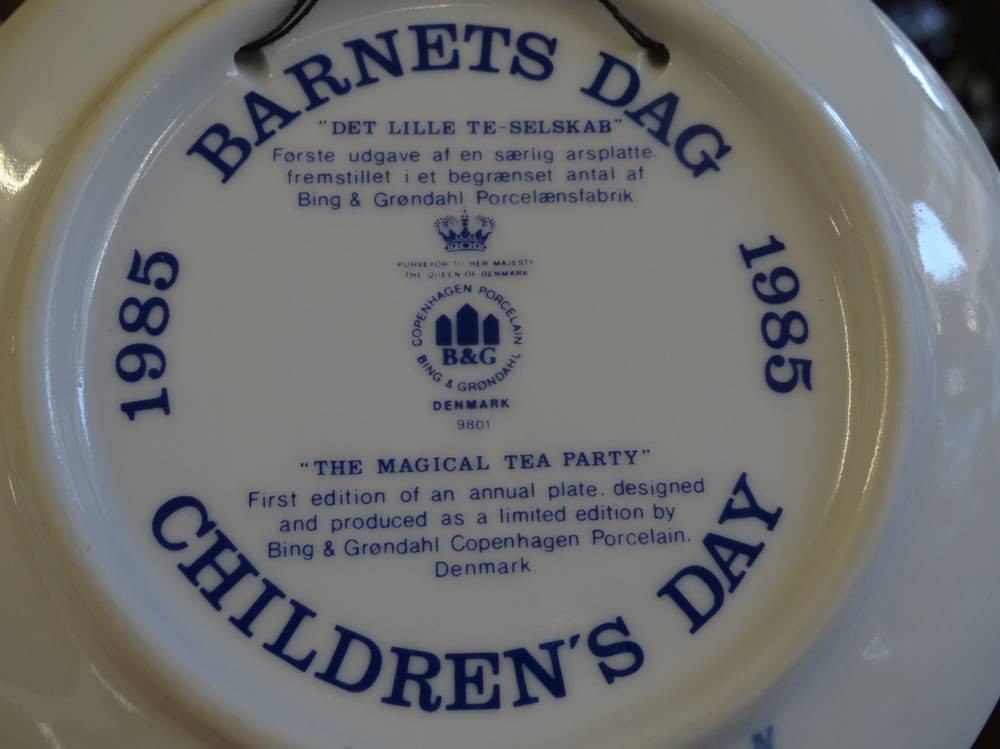 BARNETS DAG
"DET LILLE TE-SELSKAB"
Første udgave af en særlig arsplatte.
fremstillet i et begrænset antal af
Bing & Grøndahl Porcelænsfabrik.
PURVEYOR TO HER MAJESTY
THE QUEEN OF DENMARK
COPENHAGEN PORCELAIN
B&G
BING & GRØNDAHL
DENMARK
9801
1985
1985
"THE MAGICAL TEA PARTY"
First edition of an annual plate. designed
and produced as a limited edition by
Bing & Grøndahl Copenhagen Porcelain.
Denmark.
CHILDREN'S DAY